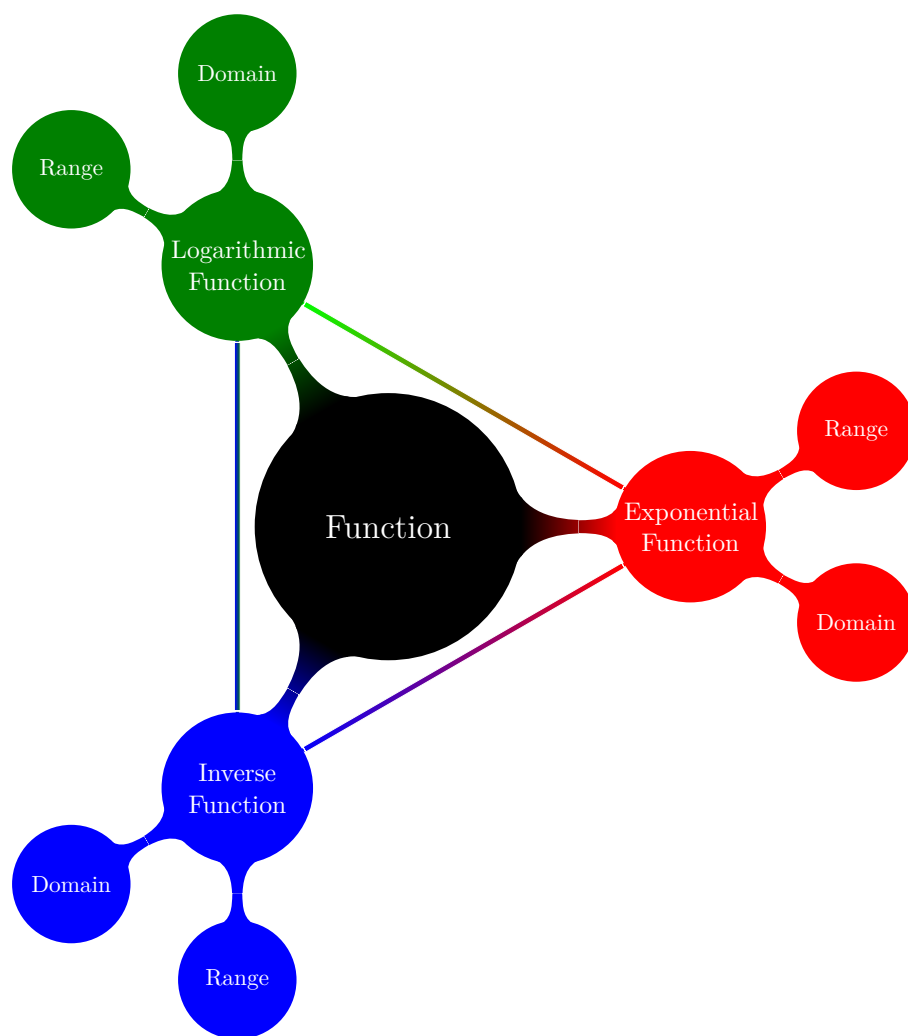 Domain
Range
Logarithmic
Function
Range
Function
Exponential
Function
Domain
Inverse
Function
Domain
Range